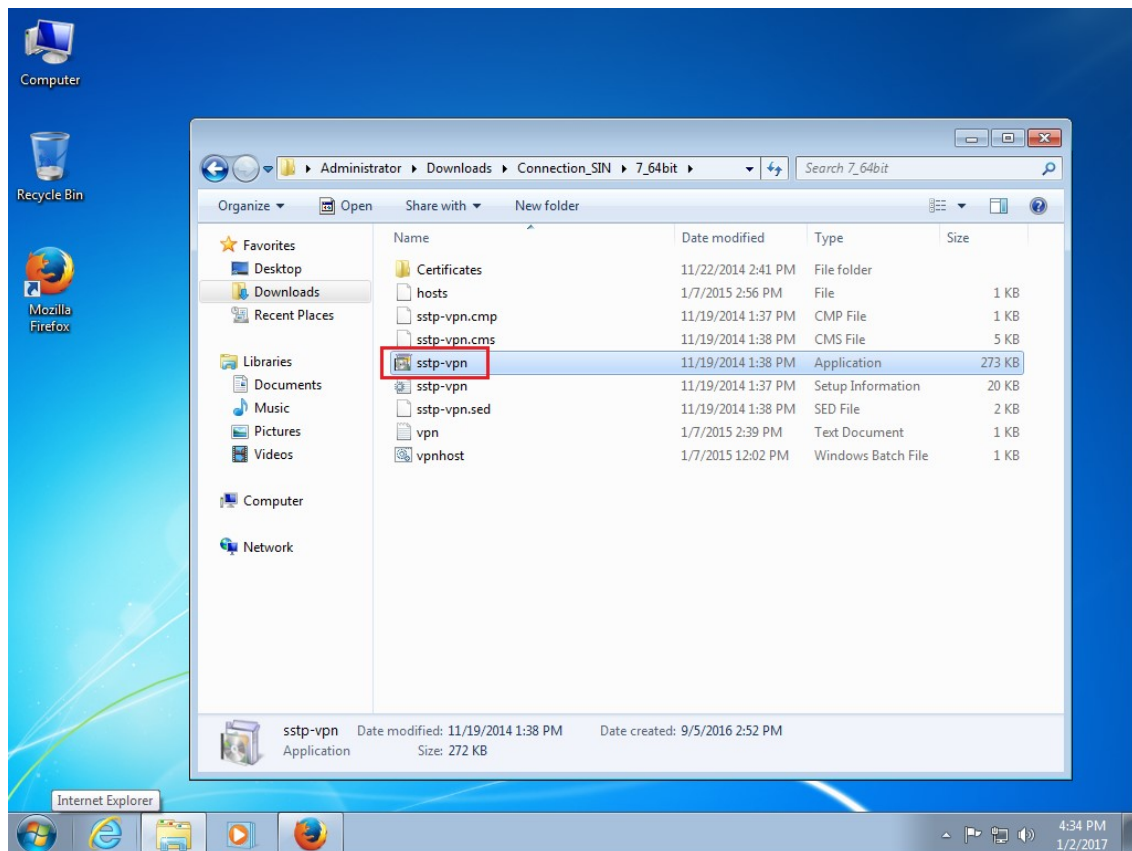 Computer
Recycle Bin
Mozilla
Firefox
Administrator Downloads Connection_SIN 7_64bit
Search 7_64bit
Organize Open Share with New folder
Favorites
Desktop
Downloads
Recent Places
Libraries
Documents
Music
Pictures
Videos
Computer
Network
Name Date modified Type Size
Certificates 11/22/2014 2:41 PM File folder
hosts 1/7/2015 2:56 PM File 1 KB
sstp-vpn.cmp 11/19/2014 1:37 PM CMP File 1 KB
sstp-vpn.cms 11/19/2014 1:38 PM CMS File 5 KB
sstp-vpn 11/19/2014 1:38 PM Application 273 KB
sstp-vpn 11/19/2014 1:37 PM Setup Information 20 KB
sstp-vpn.sed 11/19/2014 1:38 PM SED File 2 KB
vpn 1/7/2015 2:39 PM Text Document 1 KB
vpnhost 1/7/2015 12:02 PM Windows Batch File 1 KB
sstp-vpn Date modified: 11/19/2014 1:38 PM Date created: 9/5/2016 2:52 PM
Application Size: 272 KB
Internet Explorer
4:34 PM
1/2/2017